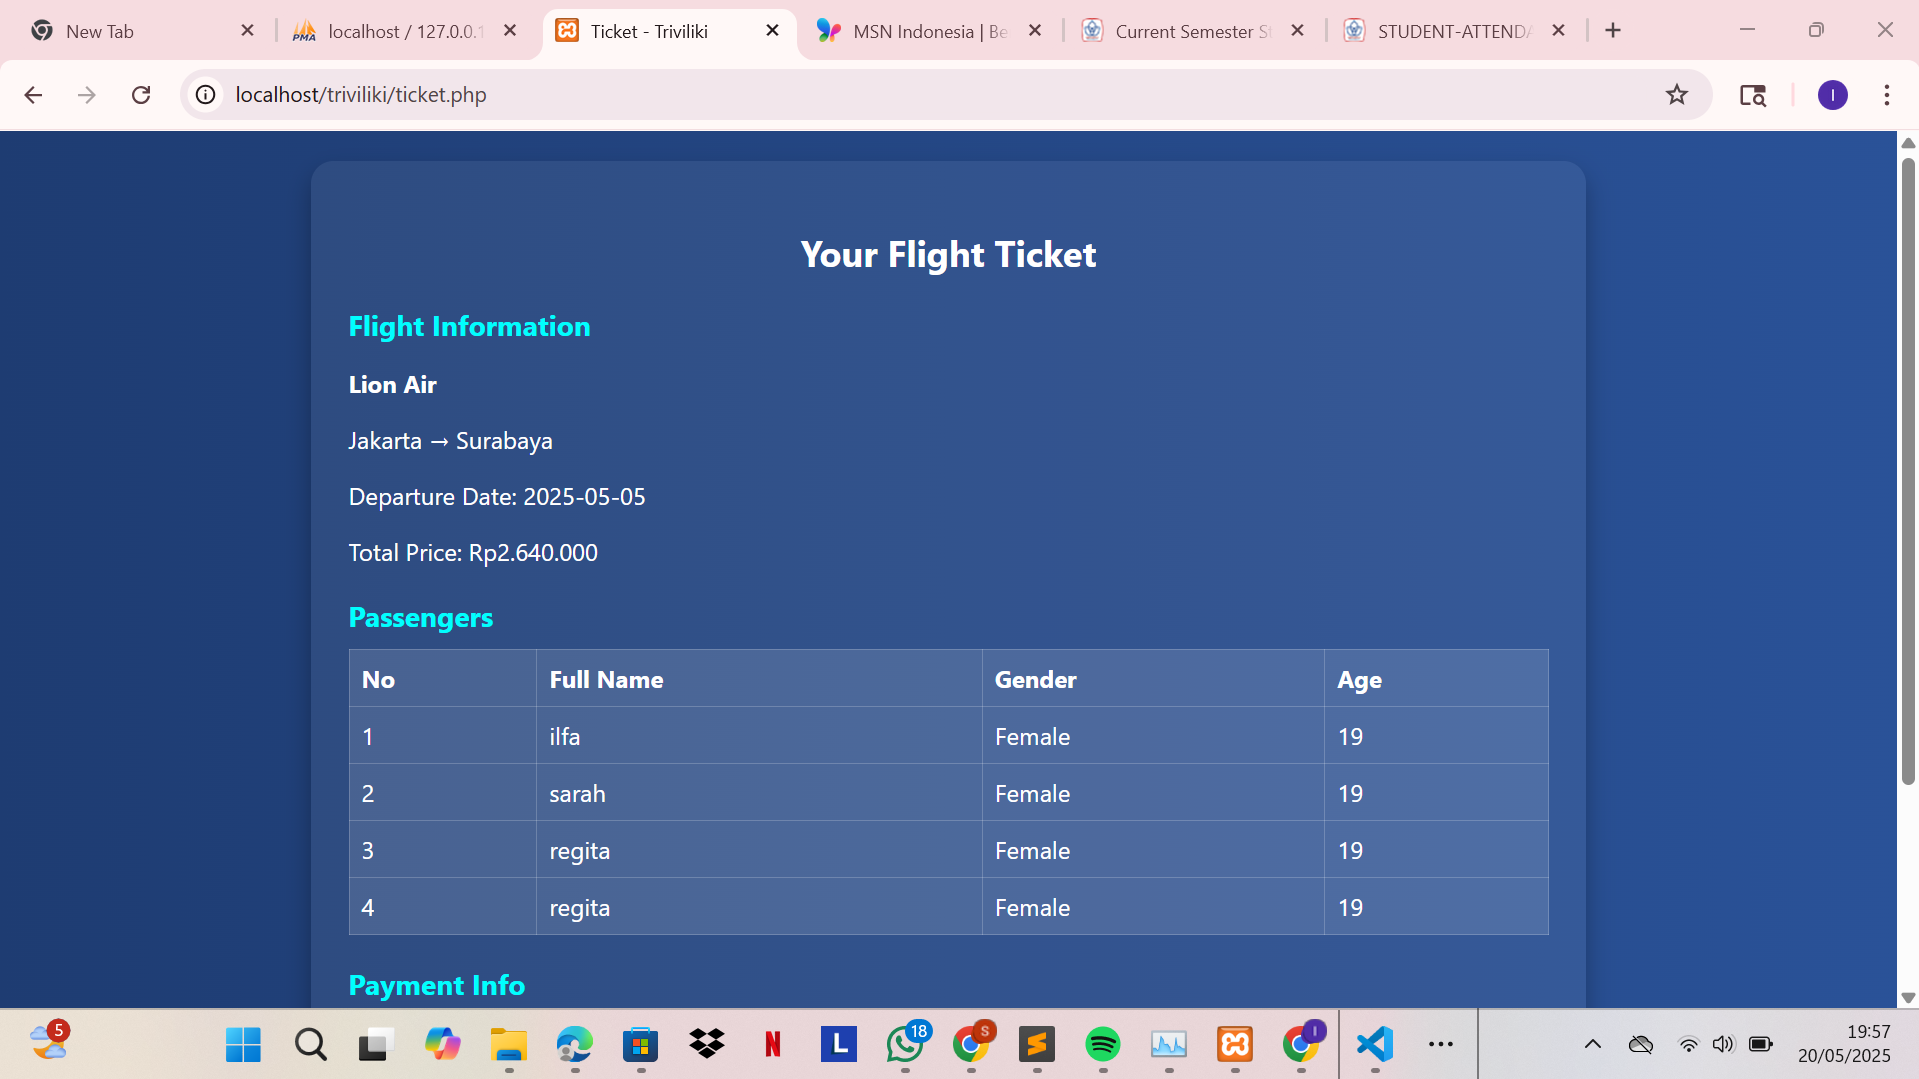 New Tab
localhost / 127.0.0.1
Ticket - Triviliki
MSN Indonesia | Be
Current Semester S
STUDENT-ATTENDA
localhost/triviliki/ticket.php
I
Your Flight Ticket
Flight Information
Lion Air
Jakarta → Surabaya
Departure Date: 2025-05-05
Total Price: Rp2.640.000
Passengers
No Full Name Gender Age
1 ilfa Female 19
2 sarah Female 19
3 regita Female 19
4 regita Female 19
Payment Info
5
18
S
I
L
N
19:57
20/05/2025
PMA